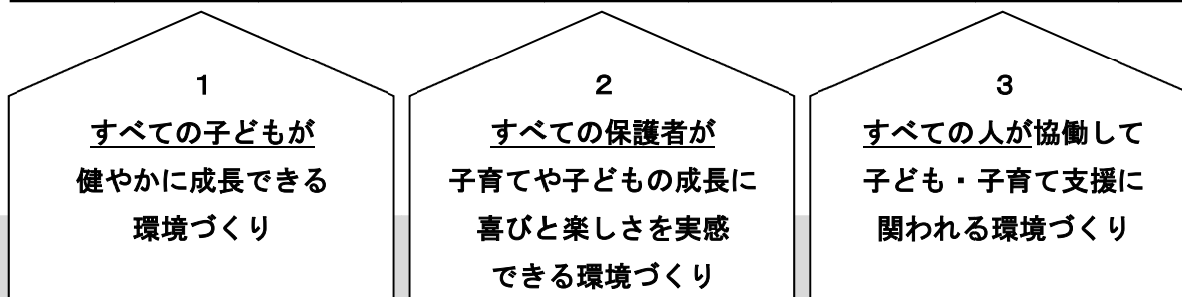 1
すべての子どもが
健やかに成長できる
環境づくり
2
すべての保護者が
子育てや子どもの成長に
喜びと楽しさを実感
できる環境づくり
3
すべての人が協働して
子ども・子育て支援に
関われる環境づくり